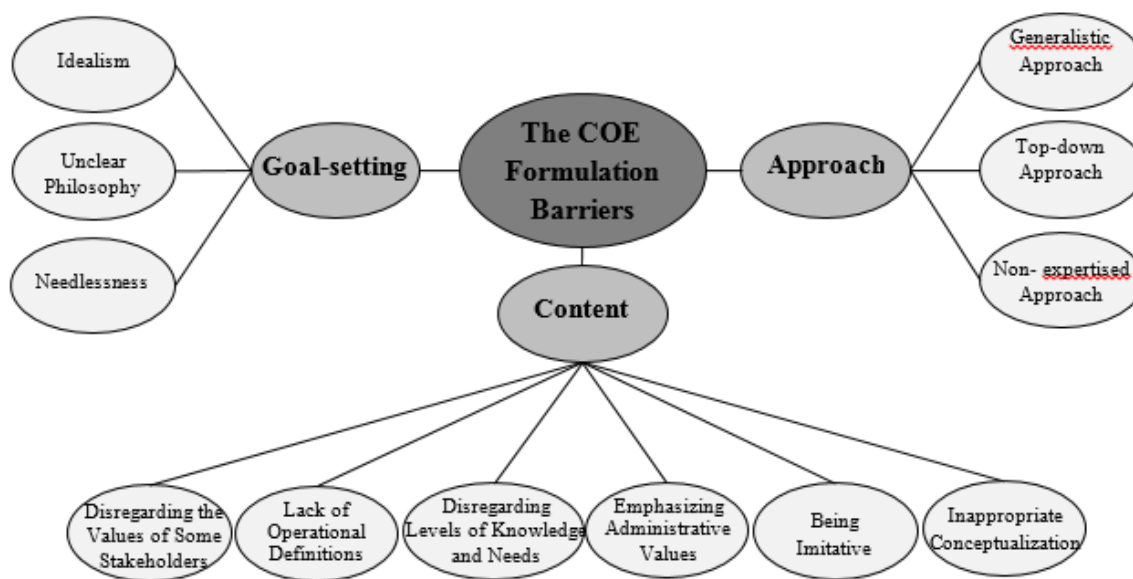 Idealism
Unclear
Philosophy
Needlessness
Goal-setting
The COE
Formulation
Barriers
Approach
Generalistic
Approach
Top-down
Approach
Non- expertised
Approach
Content
Disregarding the
Values of Some
Stakeholders
Lack of
Operational
Definitions
Disregarding
Levels of Knowledge
and Needs
Emphasizing
Administrative
Values
Being
Imitative
Inappropriate
Conceptualization